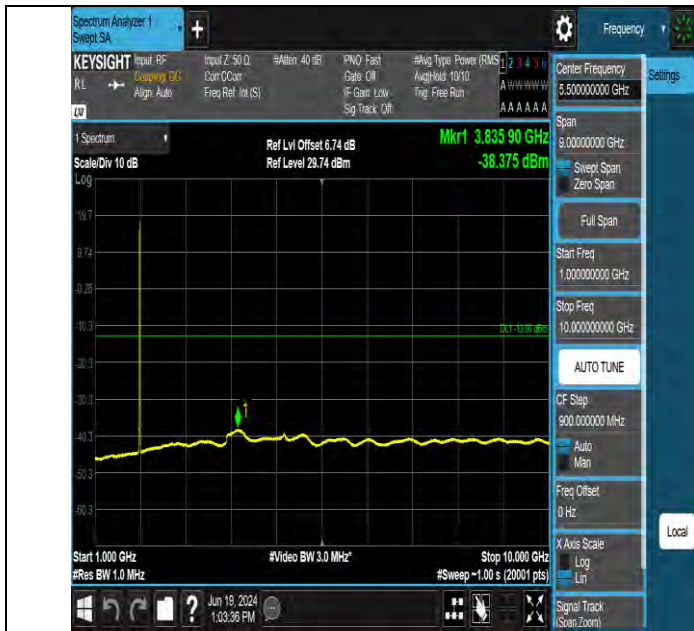 Spectrum Analyzer 1
Swept SA
+
Frequency
KEYSIGHT
RL
LXI
Input: RF
Coupling: DC
Align: Auto
Input Z: 50 Ω
Corr CCorr
Freq Ref: Int (S)
#Atten: 40 dB
PNO: Fast
Gate: Off
IF Gain: Low
Sig Track: Off
#Avg Type: Power (RMS
Avg|Hold: 10/10
Trig: Free Run
1 2 3 4 5 6
A W W W W W
A A A A A A
1 Spectrum
Scale/Div 10 dB
Log
Ref Lvl Offset 6.74 dB
Ref Level 29.74 dBm
Mkr1 3.835 90 GHz
-38.375 dBm
19.7
9.74
-0.26
-10.3
-20.3
-30.3
-40.3
-50.3
-60.3
DL1 -13.00 dBm
1
Start 1.000 GHz
#Res BW 1.0 MHz
#Video BW 3.0 MHz*
Stop 10.000 GHz
#Sweep ~1.00 s (20001 pts)
Center Frequency
5.500000000 GHz
Settings
Span
9.00000000 GHz
Swept Span
Zero Span
Full Span
Start Freq
1.000000000 GHz
Stop Freq
10.000000000 GHz
AUTO TUNE
CF Step
900.000000 MHz
Auto
Man
Freq Offset
0 Hz
X Axis Scale
Log
Lin
Signal Track
(Span Zoom)
Local
?
Jun 19, 2024
1:03:36 PM